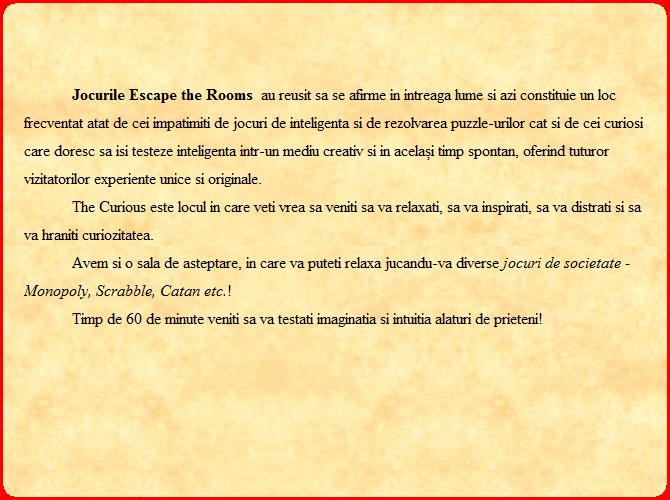 Jocurile Escape the Rooms au reusit sa se afirme in intreaga lume si azi constituie un loc
frecventat atat de cei impatimiti de jocuri de inteligenta si de rezolvarea puzzle-urilor cat si de cei curiosi
care doresc sa isi testeze inteligenta intr-un mediu creativ si in același timp spontan, oferind tuturor
vizitatorilor experiente unice si originale.
The Curious este locul in care veti vrea sa veniti sa va relaxati, sa va inspirati, sa va distrati si sa
va hraniti curiozitatea.
Avem si o sala de asteptare, in care va puteti relaxa jucandu-va diverse jocuri de societate -
Monopoly, Scrabble, Catan etc.!
Timp de 60 de minute veniti sa va testati imaginatia si intuitia alaturi de prieteni!